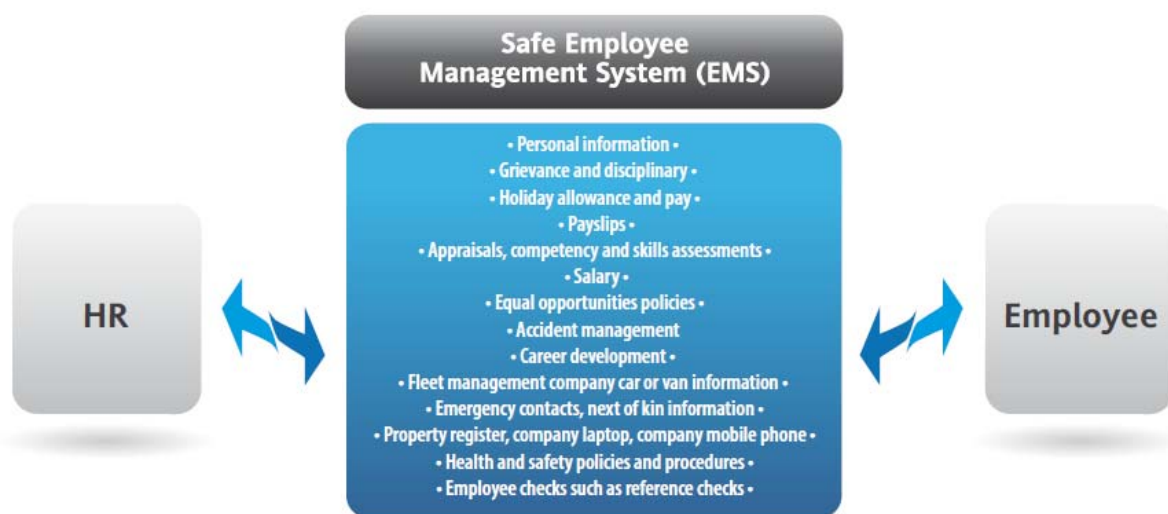 Safe Employee
Management System (EMS)
• Personal information •
• Grievance and disciplinary •
• Holiday allowance and pay •
• Payslips •
• Appraisals, competency and skills assessments •
• Salary •
• Equal opportunities policies •
• Accident management
• Career development •
• Fleet management company car or van information •
• Emergency contacts, next of kin information •
• Property register, company laptop, company mobile phone •
• Health and safety policies and procedures •
• Employee checks such as reference checks •
HR
Employee